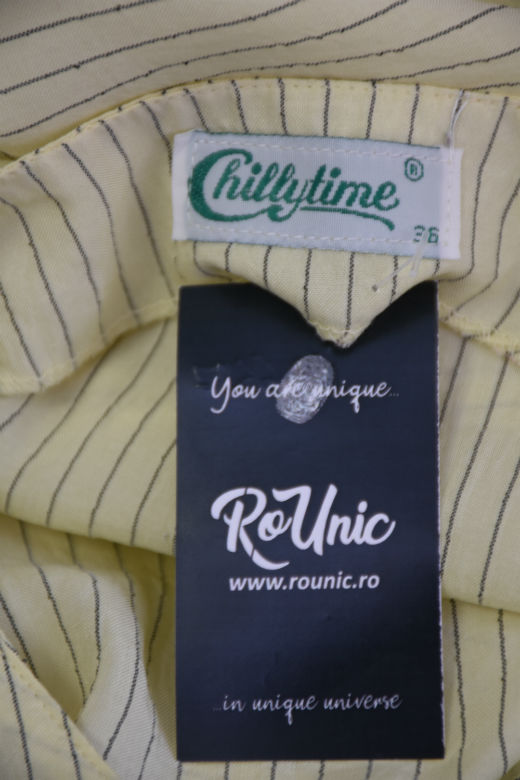 Chillytime ®
36
You are unique...
RoUnic
www.rounic.ro
...in unique universe